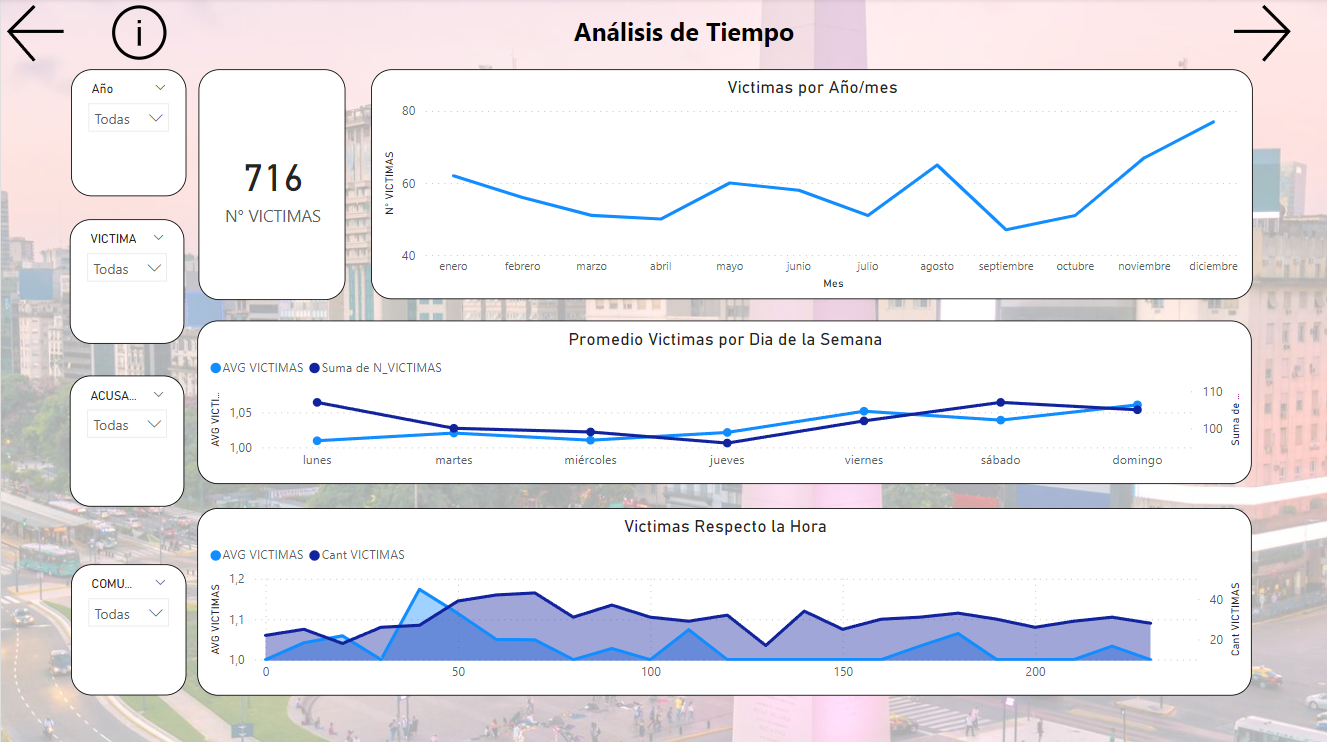 i
Análisis de Tiempo
Año
Todas
VICTIMA
Todas
ACUSA...
Todas
COMU...
Todas
716
N° VICTIMAS
Victimas por Año/mes
N° VICTIMAS
80
60
40
enero febrero marzo abril mayo junio julio agosto septiembre octubre noviembre diciembre
Mes
Promedio Victimas por Dia de la Semana
AVG VICTIMAS Suma de N_VICTIMAS
AVG VICTI...
1,05
1,00
110
100
Suma de ...
lunes martes miércoles jueves viernes sábado domingo
Victimas Respecto la Hora
AVG VICTIMAS Cant VICTIMAS
AVG VICTIMAS
1,2
1,1
1,0
40
20
Cant VICTIMAS
0 50 100 150 200